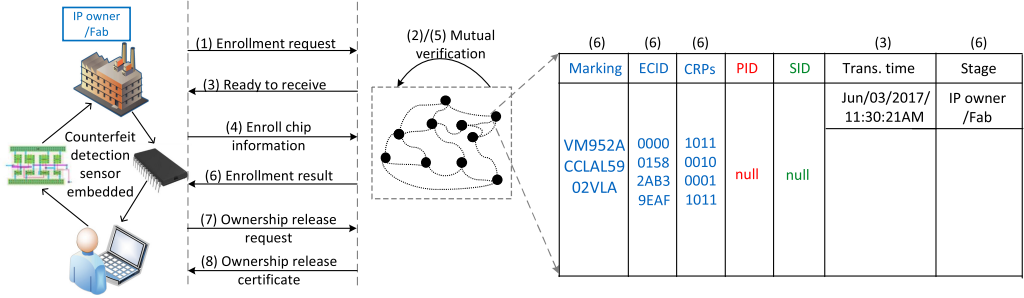 IP owner
/Fab
Counterfeit
detection
sensor
embedded
(1) Enrollment request
(3) Ready to receive
(4) Enroll chip
information
(6) Enrollment result
(7) Ownership release
request
(8) Ownership release
certificate
(2)/(5) Mutual
verification
(6) (6) (6) (3) (6)
Marking ECID CRPs PID SID Trans. time Stage
Jun/03/2017/ IP owner
11:30:21AM /Fab
VM952A 0000 1011
CCLAL59 0158 0010
02VLA 2AB3 0001
9EAF 1011
null null